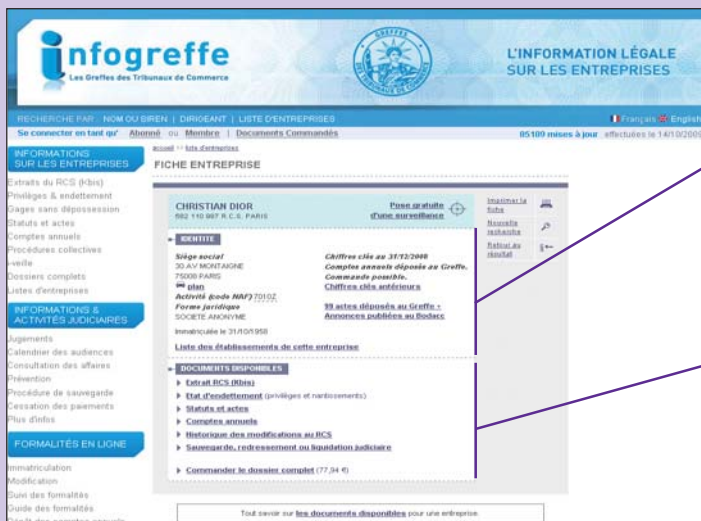 infogreffe
Les Greffes des Tribunaux de Commerce
L'INFORMATION LÉGALE
SUR LES ENTREPRISES
RECHERCHE PAR : NOM OU SIREN | DIRIGEANT | LISTE D'ENTREPRISES
Français English
Se connecter en tant qu' Abonné ou Membre | Documents Commandés
85109 mises à jour effectuées le 14/10/2009
INFORMATIONS
SUR LES ENTREPRISES
Extraits du RCS (Kbis)
Privilèges & endettement
Gages sans dépossession
Statuts et actes
Comptes annuels
Procédures collectives
i-veille
Dossiers complets
Listes d'entreprises
INFORMATIONS &
ACTIVITÉS JUDICIAIRES
Jugements
Calendrier des audiences
Consultation des affaires
Prévention
Procédure de sauvegarde
Cessation des paiements
Plus d'infos
FORMALITÉS EN LIGNE
Immatriculation
Modification
Suivi des formalités
Guide des formalités
Dépôt des comptes annuels
accueil >> liste d'entreprises
FICHE ENTREPRISE
CHRISTIAN DIOR
582 110 987 R.C.S. PARIS
Pose gratuite
d'une surveillance
Imprimer la
fiche
Nouvelle
recherche
Retour au
résultat
IDENTITÉ
Siège social
30 AV MONTAIGNE
75008 PARIS
plan
Activité (code NAF) 7010Z
Forme juridique
SOCIETE ANONYME
Immatriculée le 31/10/1958
Chiffres clés au 31/12/2008
Comptes annuels déposés au Greffe.
Commande possible.
Chiffres clés antérieurs
99 actes déposés au Greffe +
Annonces publiées au Bodacc
Liste des établissements de cette entreprise
DOCUMENTS DISPONIBLES
Extrait RCS (Kbis)
Etat d'endettement (privilèges et nantissements)
Statuts et actes
Comptes annuels
Historique des modifications au RCS
Sauvegarde, redressement ou liquidation judiciaire
Commander le dossier complet (77,94 €)
Tout savoir sur les documents disponibles pour une entreprise.